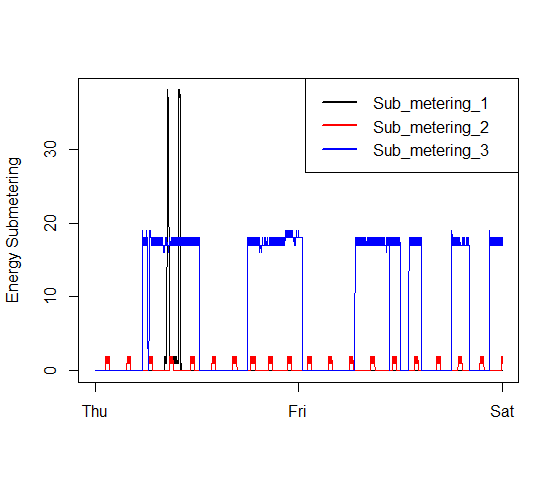 Sub_metering_1
Sub_metering_2
Sub_metering_3
Energy Submetering
30
20
10
0
Thu Fri Sat